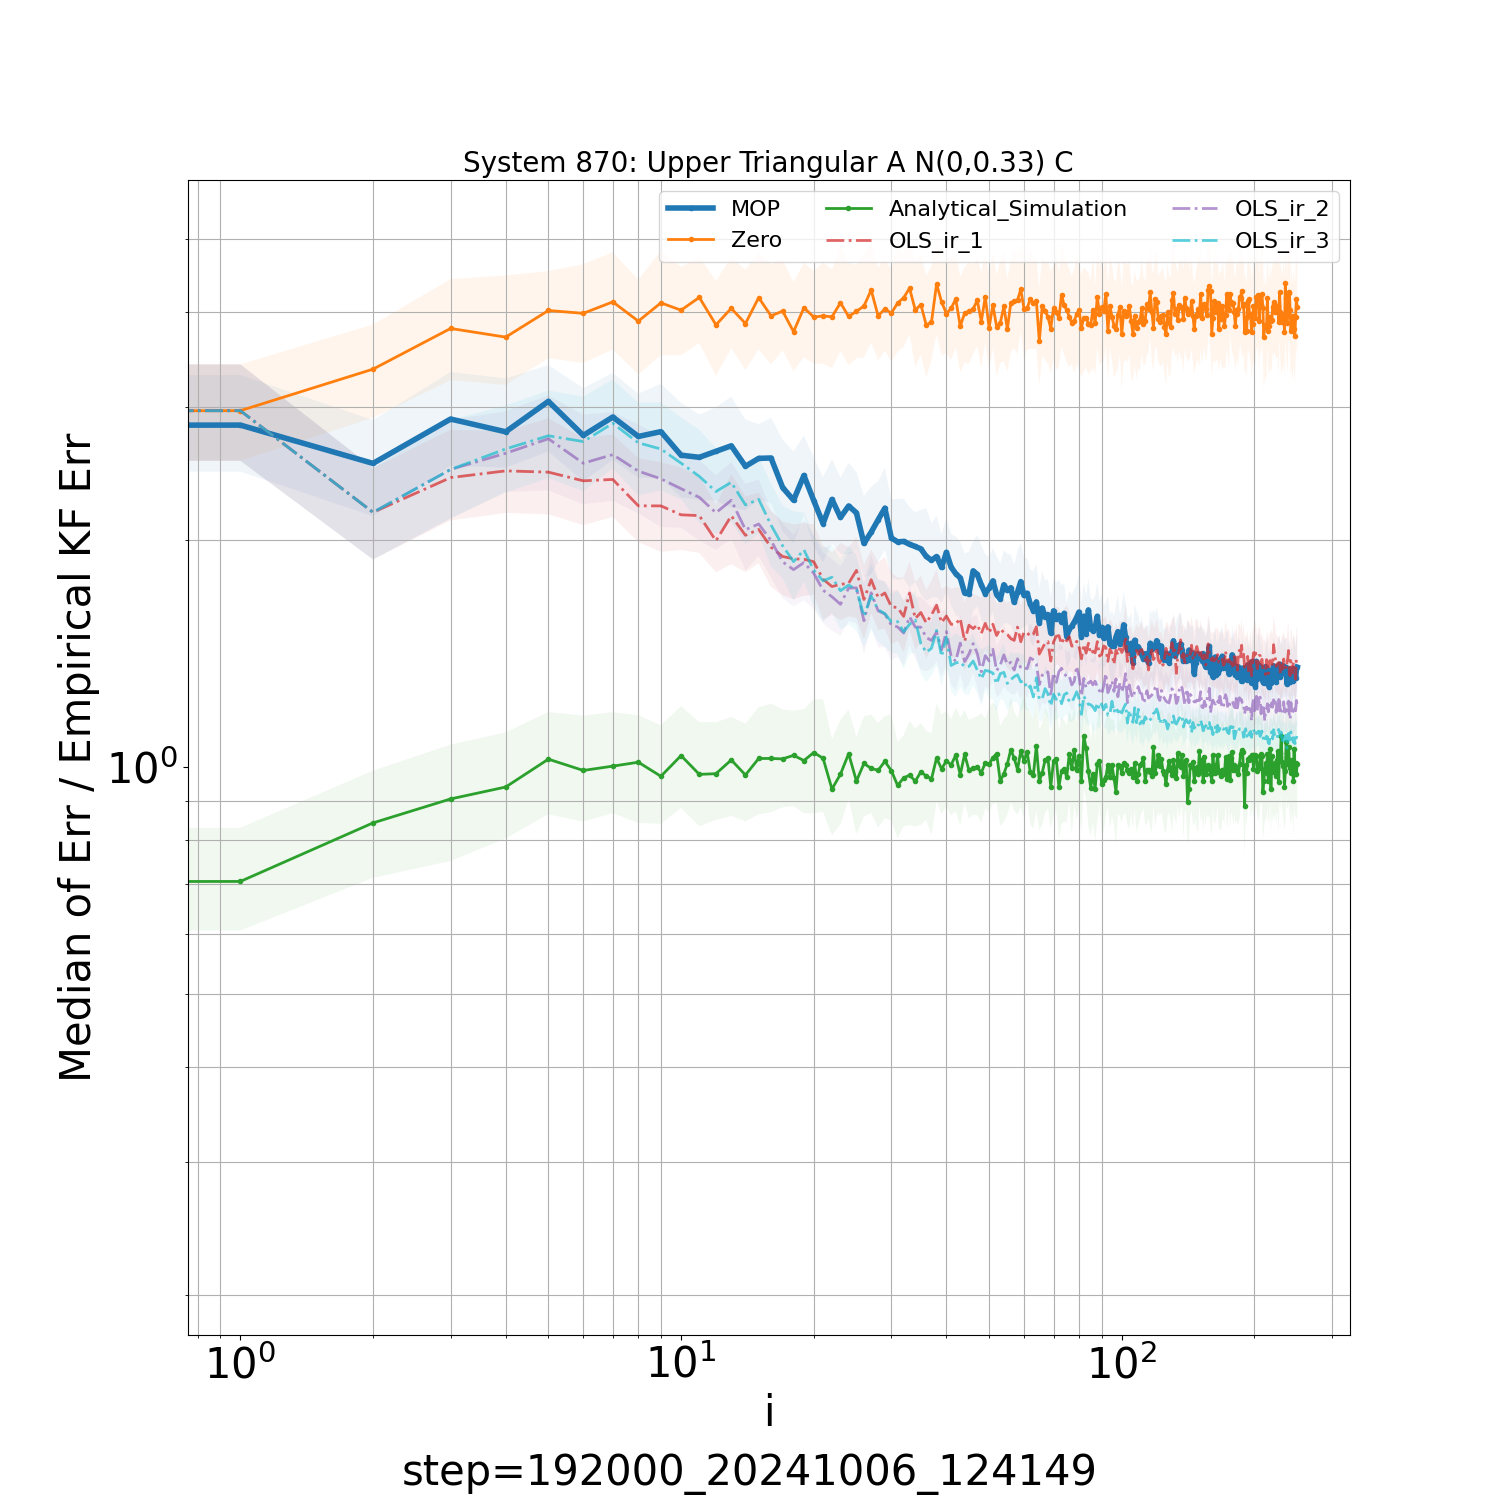 System 870: Upper Triangular A N(0,0.33) C
MOP
Zero
Analytical_Simulation
OLS_ir_1
OLS_ir_2
OLS_ir_3
Median of Err / Empirical KF Err
10⁰
10⁰
10¹
10²
i
step=192000_20241006_124149